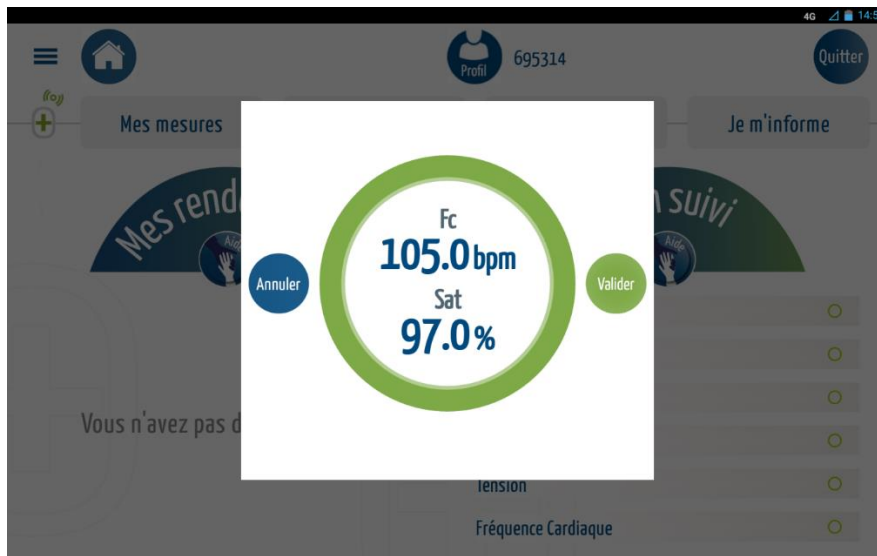 4G 14:5
Profil
695314
Quitter
Mes mesures
Je m'informe
Mes rend
suivi
Aide
Aide
Fc
105.0 bpm
Annuler
Valider
Sat
97.0 %
Vous n'avez pas d
Tension
Fréquence Cardiaque